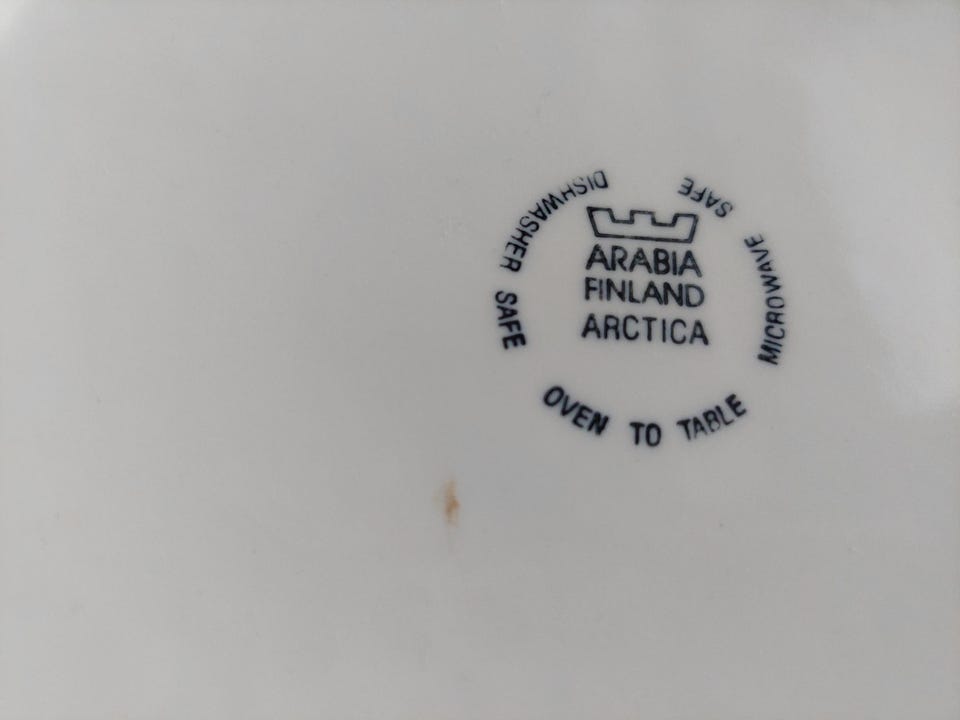 ARABIA
FINLAND
ARCTICA
DISHWASHER SAFE
OVEN TO TABLE
MICROWAVE SAFE